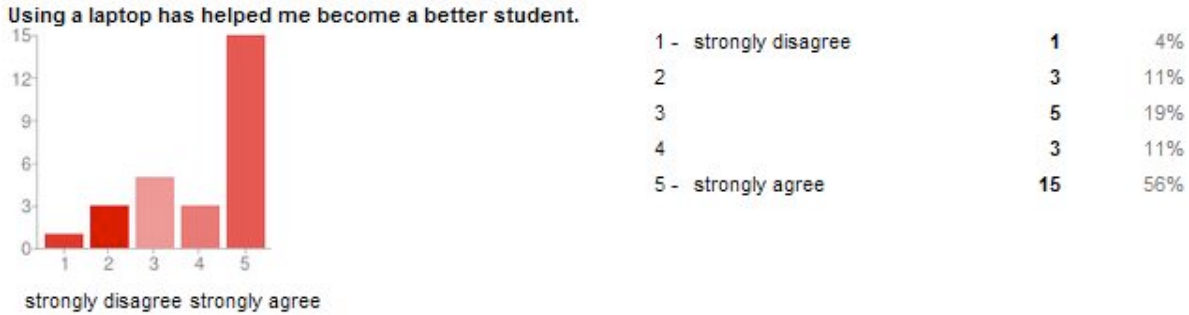 Using a laptop has helped me become a better student.
15
12
9
6
3
0
1 2 3 4 5
strongly disagree strongly agree
1 - strongly disagree 1 4%
2 3 11%
3 5 19%
4 3 11%
5 - strongly agree 15 56%